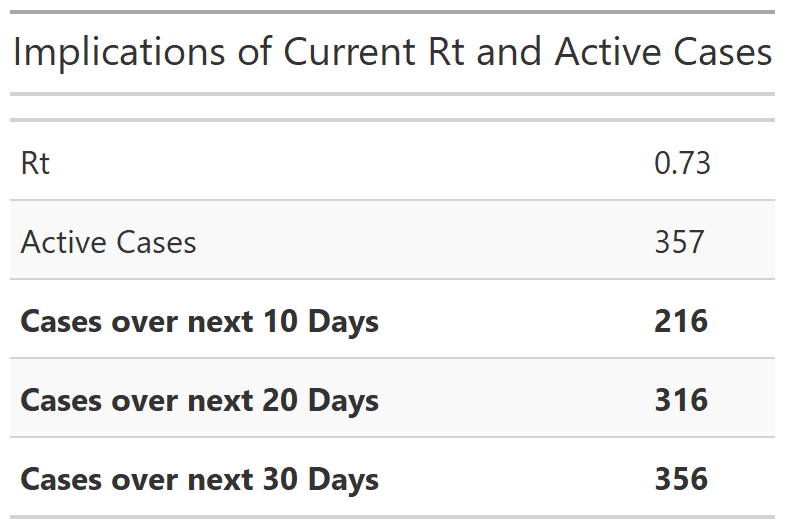 Implications of Current Rt and Active Cases
Rt 0.73
Active Cases 357
Cases over next 10 Days 216
Cases over next 20 Days 316
Cases over next 30 Days 356